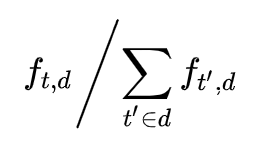 f_{t,d} / ∑_{t′∈d} f_{t′,d}